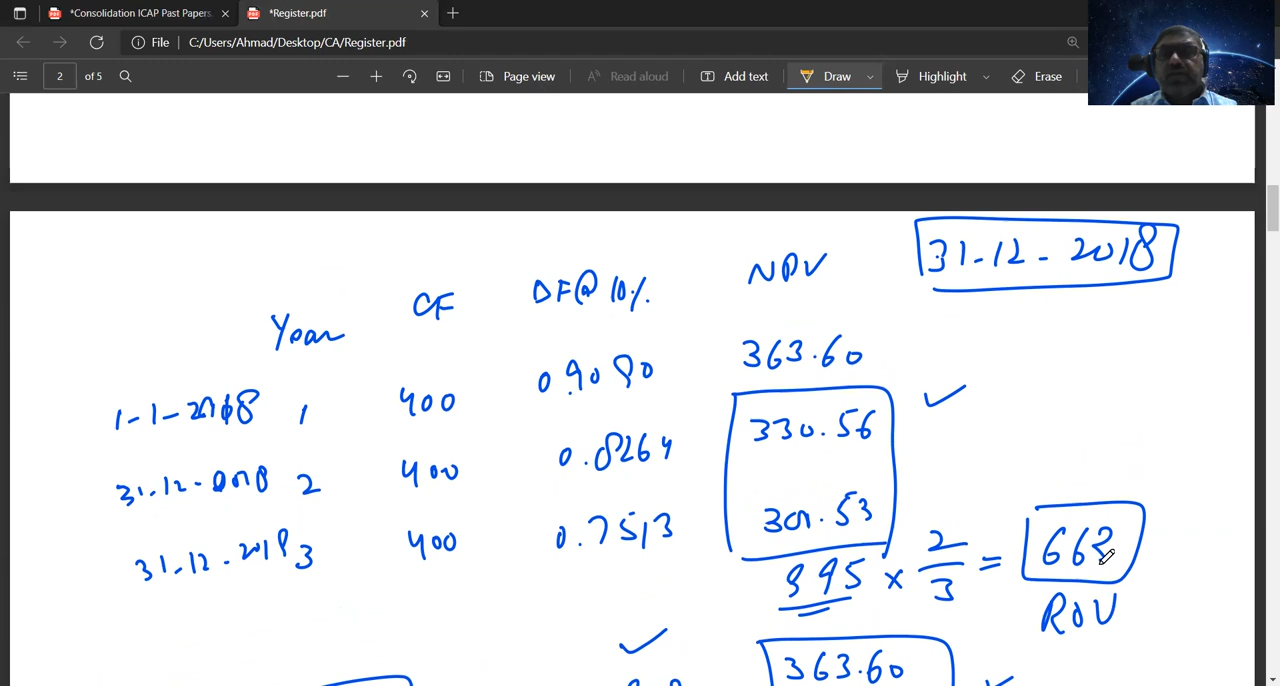 *Consolidation ICAP Past Papers.
*Register.pdf
File C:/Users/Ahmad/Desktop/CA/Register.pdf
2 of 5
Page view
Read aloud
Add text
Draw
Highlight
Erase
31-12-2018
Year CF DF@10% NPV
1-1-2018 1 400 0.9090 363.60
31.12-2018 2 400 0.8264 330.56
31.12.2019 3 400 0.7513 301.53
995 × 2/3 = 663
ROU
363.60